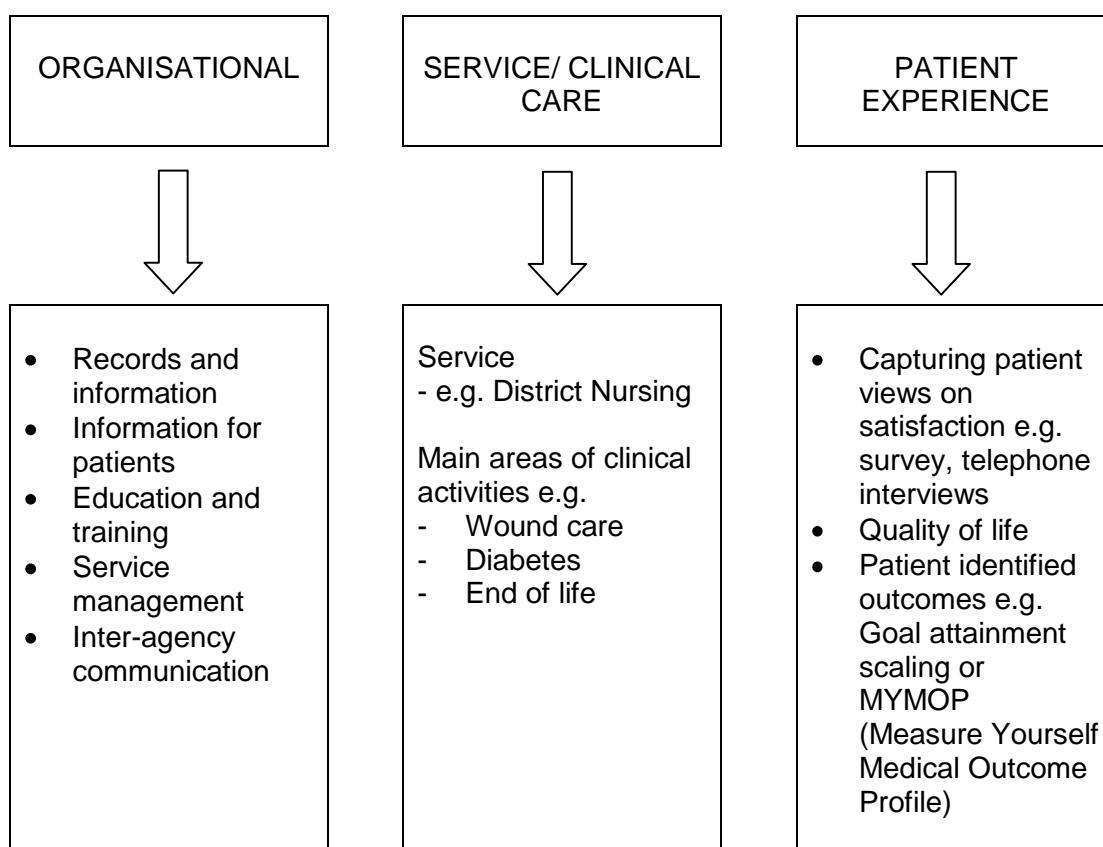 ORGANISATIONAL
SERVICE/ CLINICAL
CARE
PATIENT
EXPERIENCE
• Records and
information
• Information for
patients
• Education and
training
• Service
management
• Inter-agency
communication
Service
- e.g. District Nursing
Main areas of clinical
activities e.g.
- Wound care
- Diabetes
- End of life
• Capturing patient
views on
satisfaction e.g.
survey, telephone
interviews
• Quality of life
• Patient identified
outcomes e.g.
Goal attainment
scaling or
MYMOP
(Measure Yourself
Medical Outcome
Profile)